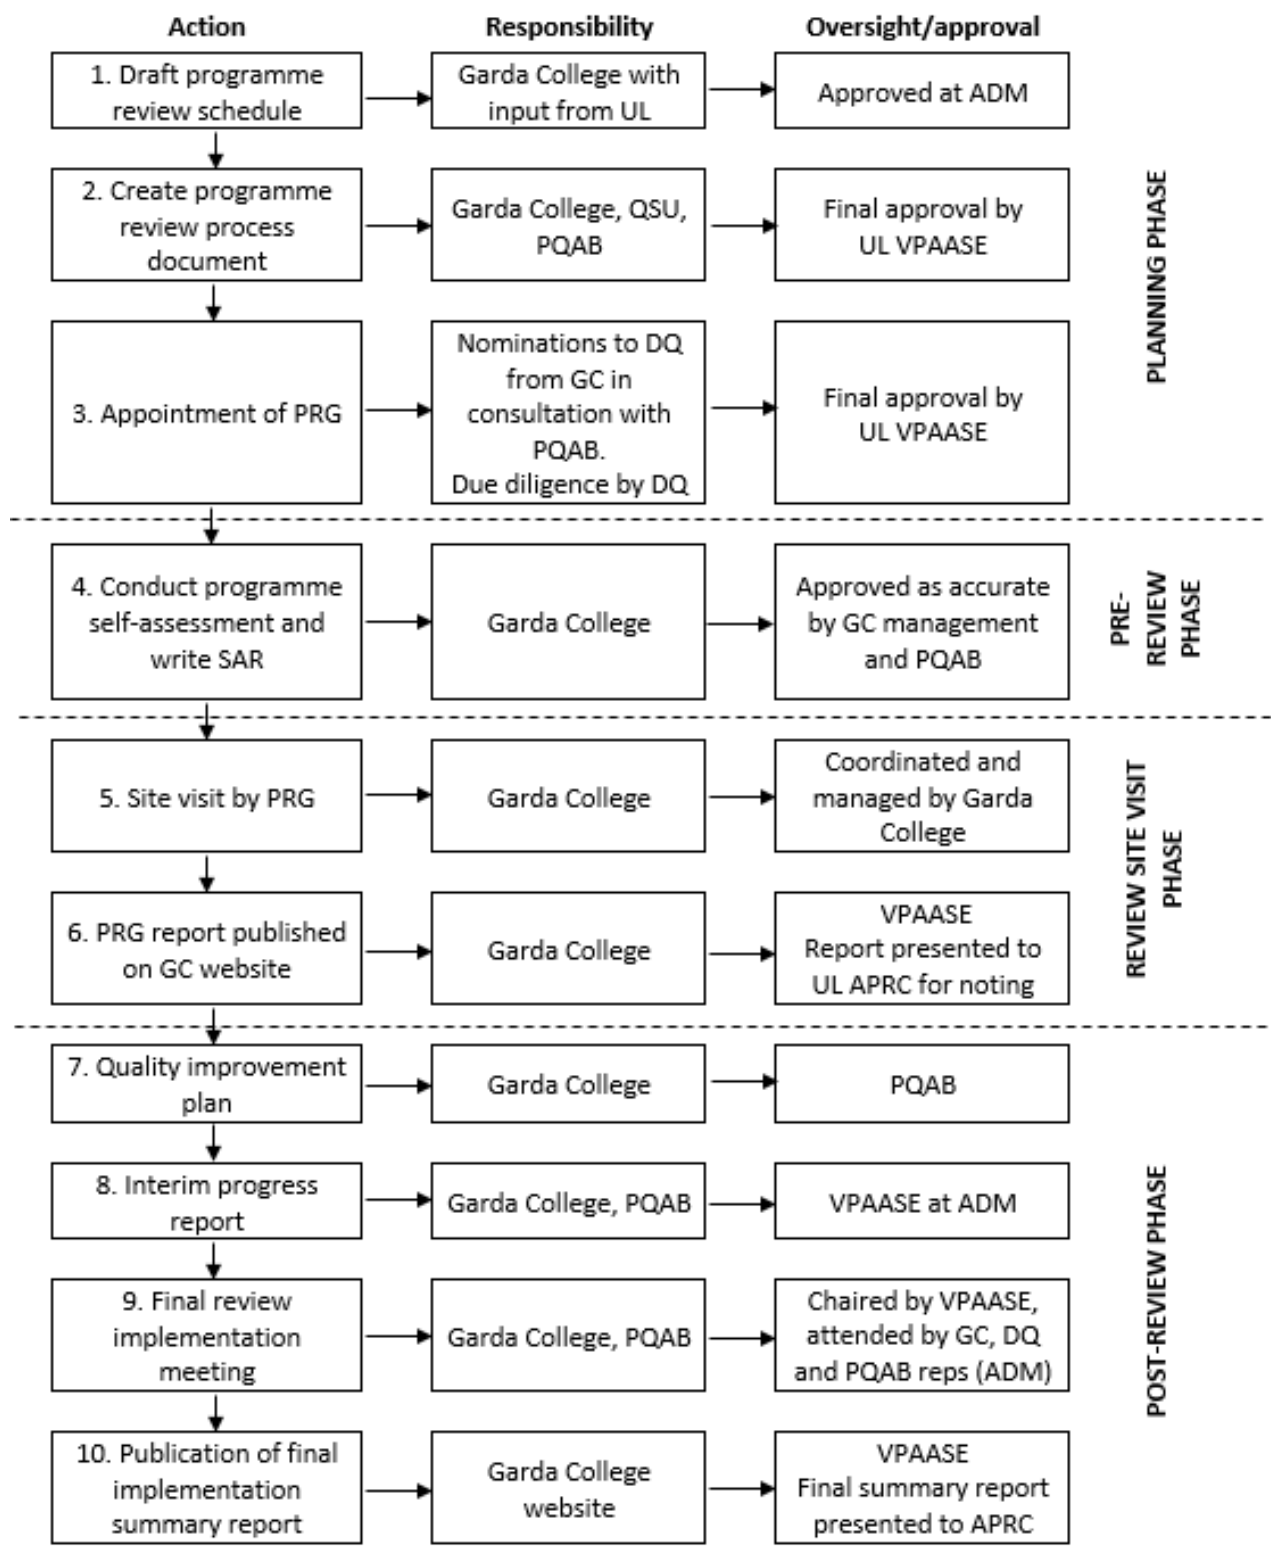 Action
Responsibility
Oversight/approval
1. Draft programme
review schedule
Garda College with
input from UL
Approved at ADM
2. Create programme
review process
document
Garda College, QSU,
PQAB
Final approval by
UL VPAASE
3. Appointment of PRG
Nominations to DQ
from GC in
consultation with
PQAB.
Due diligence by DQ
Final approval by
UL VPAASE
PLANNING PHASE
4. Conduct programme
self-assessment and
write SAR
Garda College
Approved as accurate
by GC management
and PQAB
PRE-
REVIEW
PHASE
5. Site visit by PRG
Garda College
Coordinated and
managed by Garda
College
6. PRG report published
on GC website
Garda College
VPAASE
Report presented to
UL APRC for noting
REVIEW SITE VISIT
PHASE
7. Quality improvement
plan
Garda College
PQAB
8. Interim progress
report
Garda College, PQAB
VPAASE at ADM
9. Final review
implementation
meeting
Garda College, PQAB
Chaired by VPAASE,
attended by GC, DQ
and PQAB reps (ADM)
10. Publication of final
implementation
summary report
Garda College
website
VPAASE
Final summary report
presented to APRC
POST-REVIEW PHASE